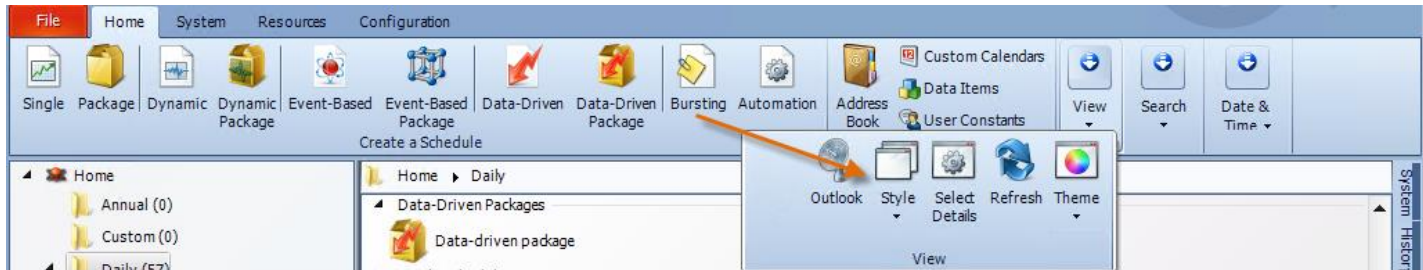 File Home System Resources Configuration
Single Package Dynamic Dynamic Package Event-Based Event-Based Package Data-Driven Data-Driven Package Bursting Automation Address Book
Custom Calendars
Data Items
User Constants
View Search Date & Time
Create a Schedule
Outlook Style Select Details Refresh Theme
View
Home
Annual (0)
Custom (0)
Daily (57)
Home Daily
Data-Driven Packages
Data-driven package
System Histor